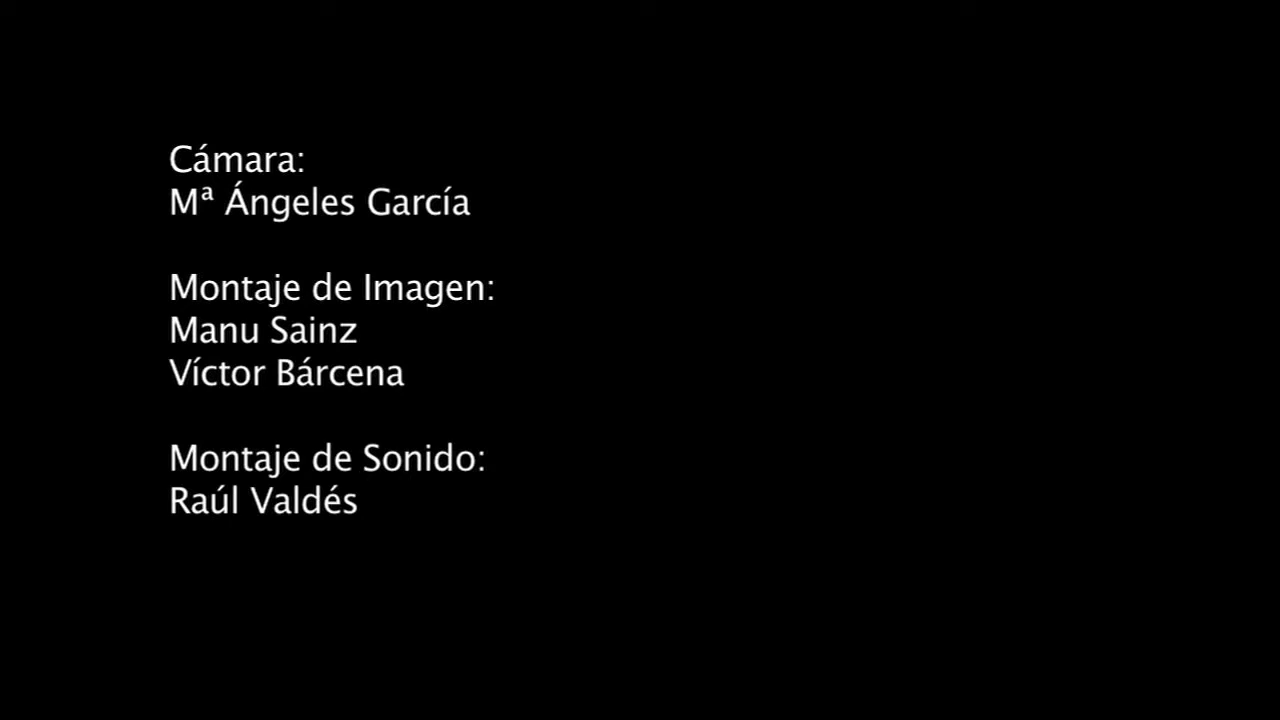 Cámara:
Mª Ángeles García
Montaje de Imagen:
Manu Sainz
Víctor Bárcena
Montaje de Sonido:
Raúl Valdés